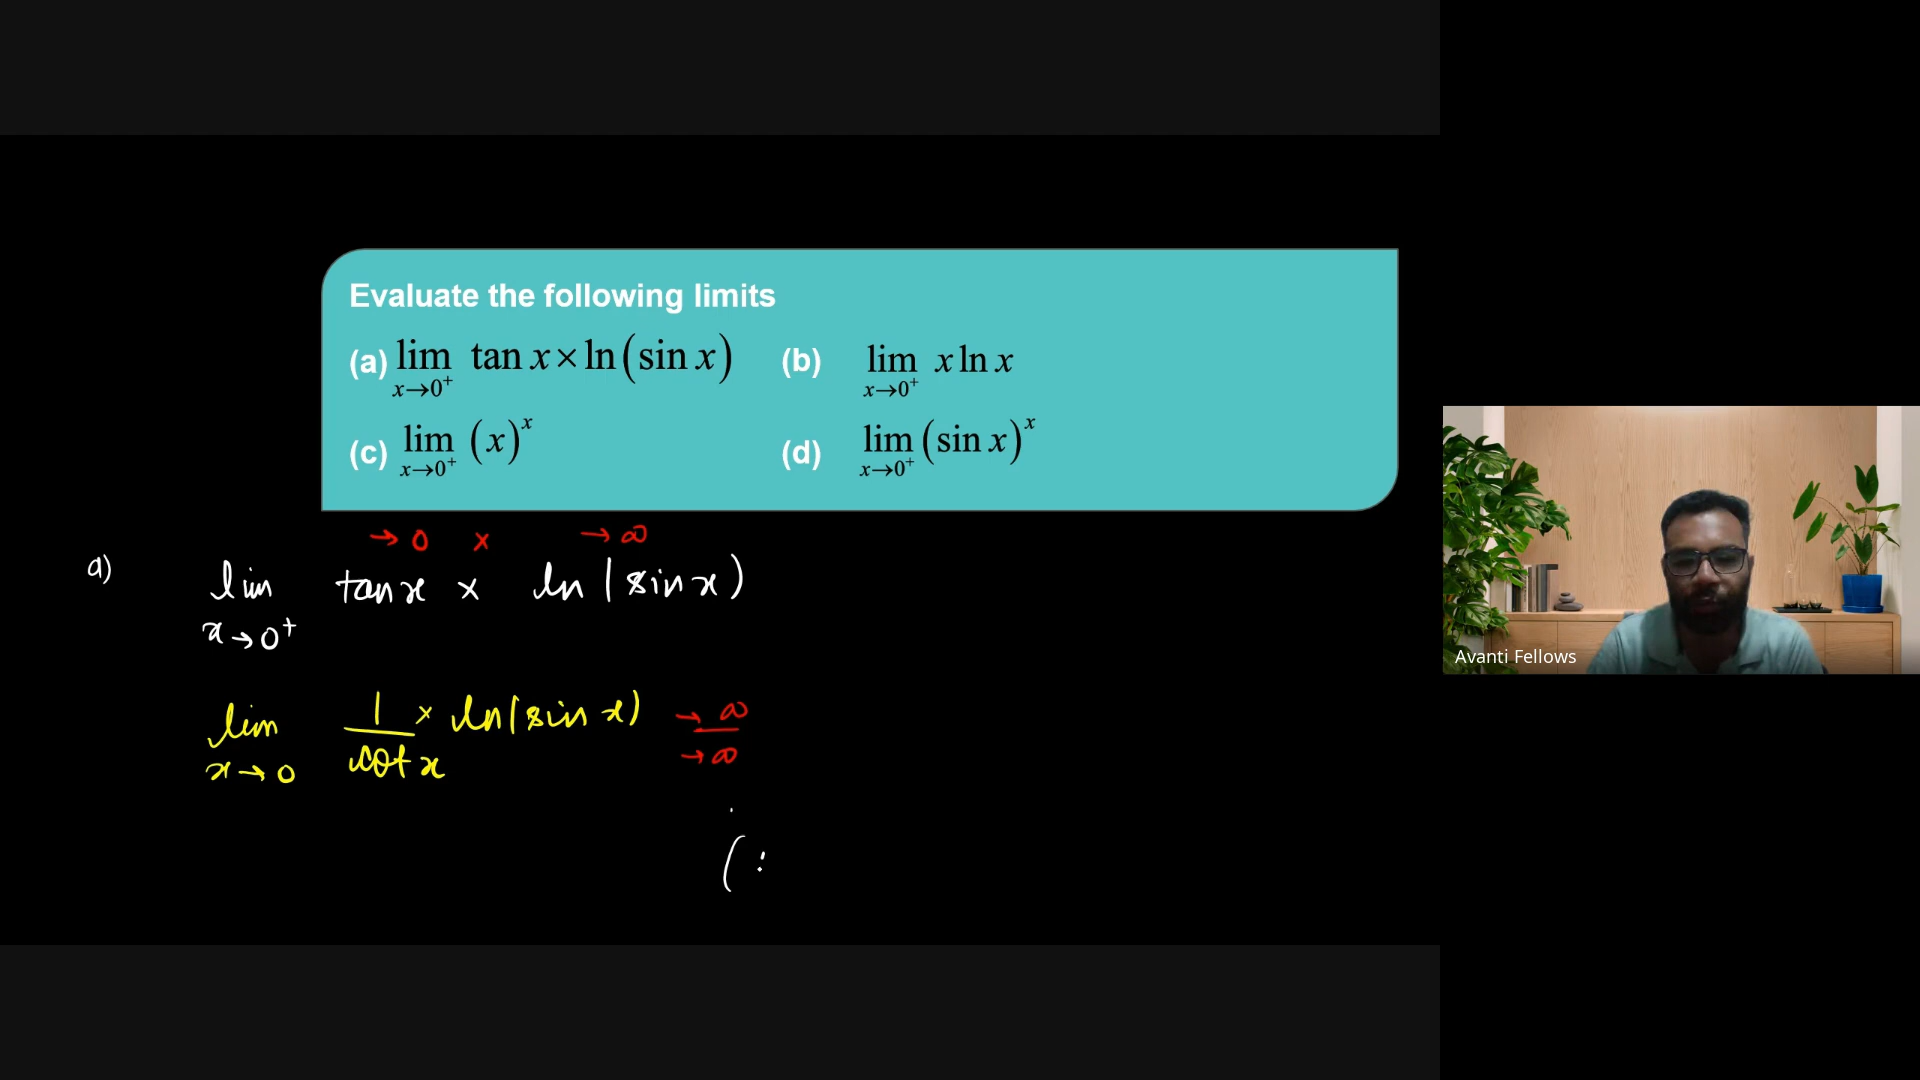 Evaluate the following limits
(a) lim x→0⁺ tan x × ln(sin x) (b) lim x→0⁺ x ln x
(c) lim x→0⁺ (x)ˣ (d) lim x→0⁺ (sin x)ˣ
→ 0 × → ∞
a) lim x→0⁺ tan x × ln(sin x)
lim x→0 1/cot x × ln(sin x) → ∞/→ ∞
(:
Avanti Fellows